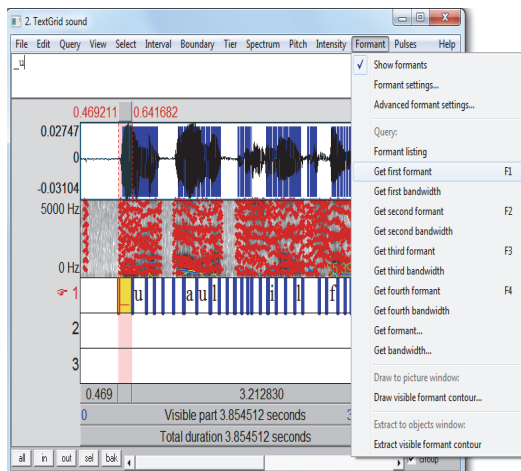 2. TextGrid sound
File Edit Query View Select Interval Boundary Tier Spectrum Pitch Intensity Formant Pulses Help
_u
Show formants
Formant settings...
Advanced formant settings...
Query:
Formant listing
Get first formant F1
Get first bandwidth
Get second formant F2
Get second bandwidth
Get third formant F3
Get third bandwidth
Get fourth formant F4
Get fourth bandwidth
Get formant...
Get bandwidth...
Draw to picture window:
Draw visible formant contour...
Extract to objects window:
Extract visible formant contour
0.469211 0.641682
0.02747
0
-0.03104
5000 Hz
0 Hz
1 _ u a u l i l f
2
3
0.469 3.212830
0 Visible part 3.854512 seconds 3
Total duration 3.854512 seconds
all in out sel bak Group